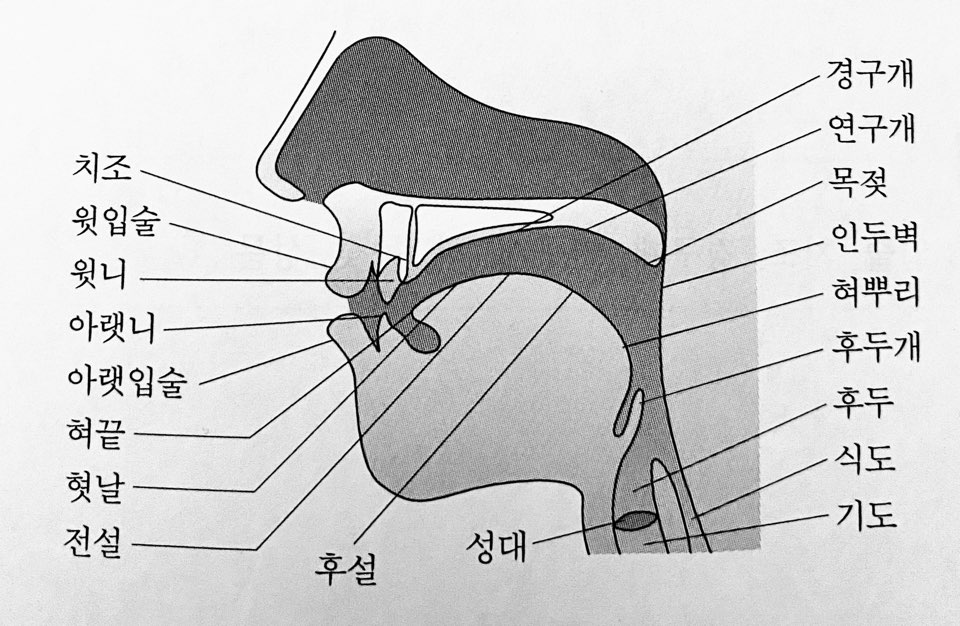 치조
윗입술
윗니
아랫니
아랫입술
혀끝
혓날
전설
후설
성대
경구개
연구개
목젖
인두벽
혀뿌리
후두개
후두
식도
기도